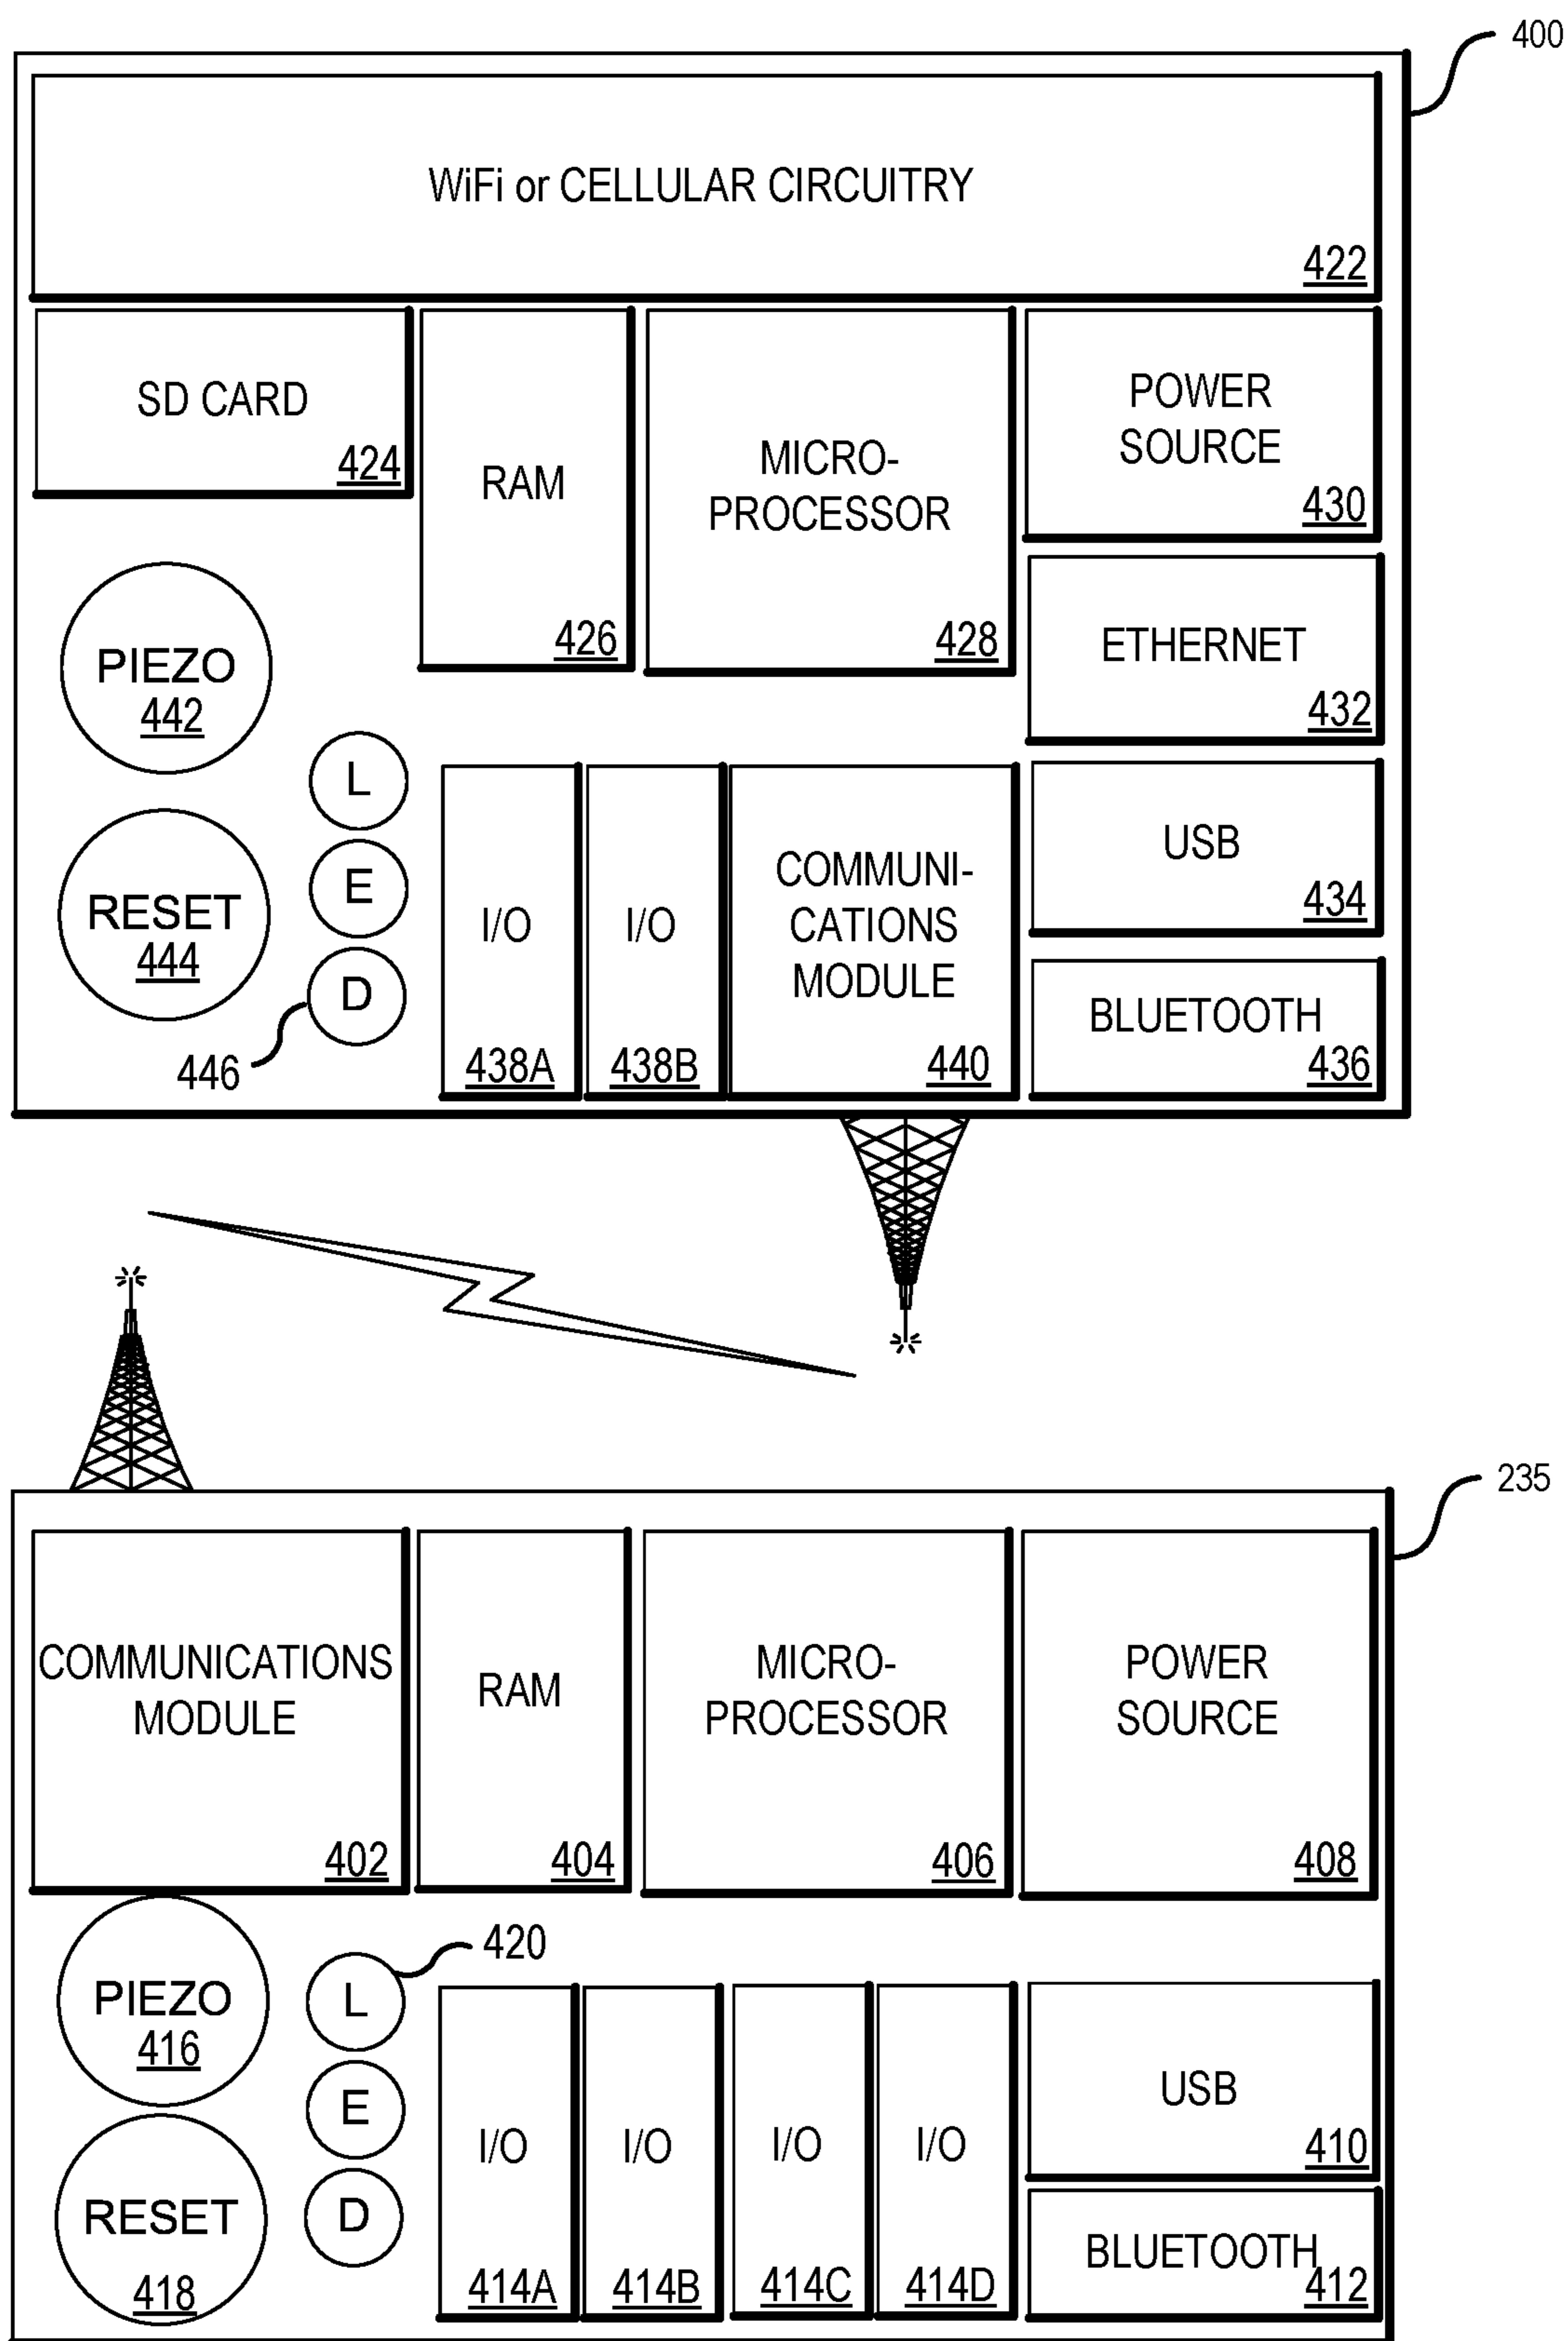 400
WiFi or CELLULAR CIRCUITRY
422
SD CARD
424
RAM
426
MICRO-
PROCESSOR
428
POWER
SOURCE
430
PIEZO
442
ETHERNET
432
RESET
444
L
E
D
446
I/O
438A
I/O
438B
COMMUNI-
CATIONS
MODULE
440
USB
434
BLUETOOTH
436
235
COMMUNICATIONS
MODULE
402
RAM
404
MICRO-
PROCESSOR
406
POWER
SOURCE
408
PIEZO
416
RESET
418
420
L
E
D
I/O
414A
I/O
414B
I/O
414C
I/O
414D
USB
410
BLUETOOTH
412